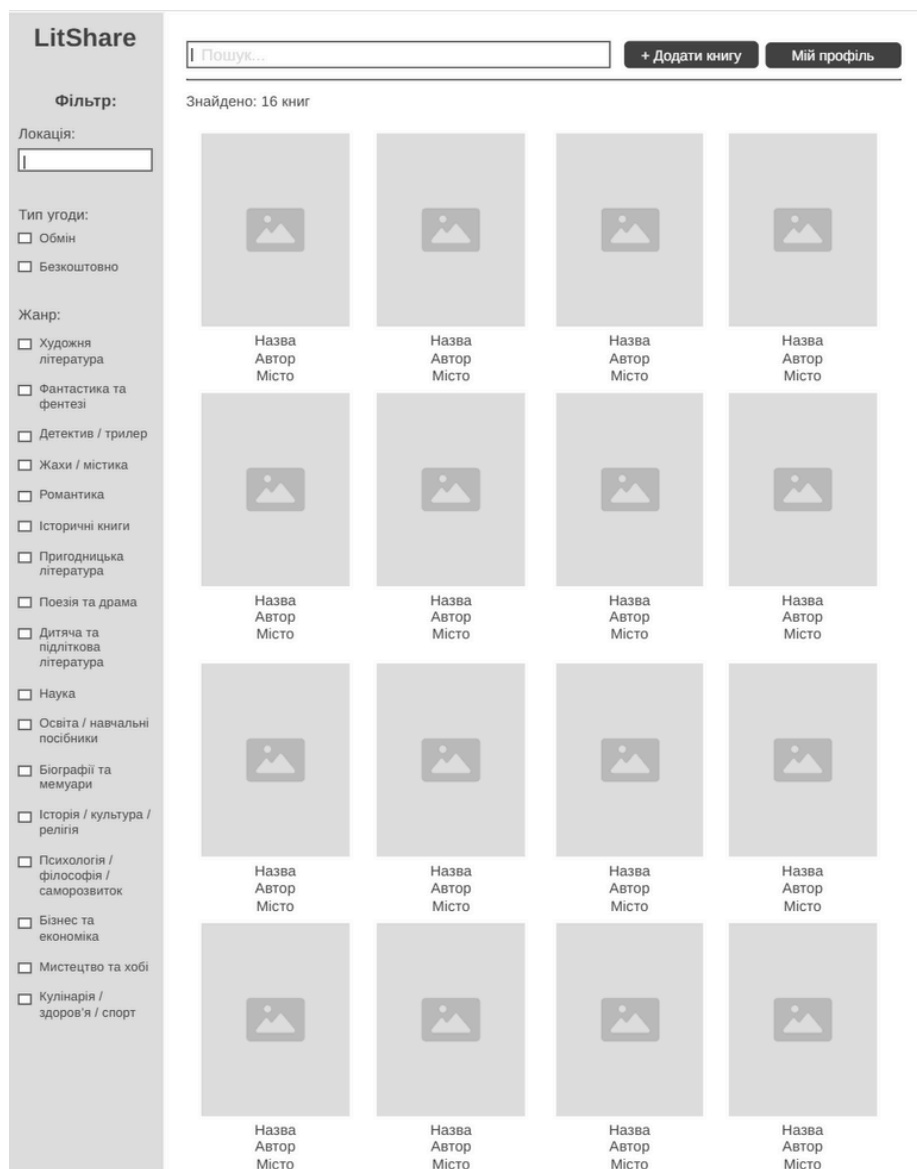 LitShare
Фільтр:
Локація:
Тип угоди:
Обмін
Безкоштовно
Жанр:
Художня
література
Фантастика та
фентезі
Детектив / трилер
Жахи / містика
Романтика
Історичні книги
Пригодницька
література
Поезія та драма
Дитяча та
підліткова
література
Наука
Освіта / навчальні
посібники
Біографії та
мемуари
Історія / культура /
релігія
Психологія /
філософія /
саморозвиток
Бізнес та
економіка
Мистецтво та хобі
Кулінарія /
здоров'я / спорт
Пошук...
+ Додати книгу
Мій профіль
Знайдено: 16 книг
Назва Назва Назва Назва
Автор Автор Автор Автор
Місто Місто Місто Місто
Назва Назва Назва Назва
Автор Автор Автор Автор
Місто Місто Місто Місто
Назва Назва Назва Назва
Автор Автор Автор Автор
Місто Місто Місто Місто
Назва Назва Назва Назва
Автор Автор Автор Автор
Місто Місто Місто Місто